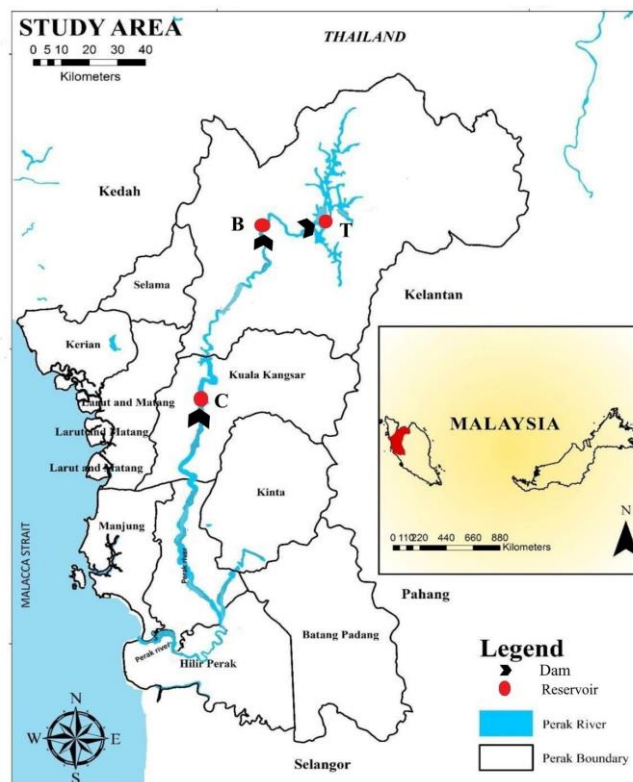 STUDY AREA
0 5 10 20 30 40
Kilometers
THAILAND
Kedah
B
T
Selama
Kelantan
Kerian
Kuala Kangsar
Larut and Matang
C
Larut and Matang
Larut and Matang
MALAYSIA
Kinta
N
0 110 220 440 660 880
Kilometers
Manjung
MALACCA STRAIT
Perak river
Pahang
Batang Padang
Perak river
Hilir Perak
Legend
Dam
Reservoir
Perak River
Perak Boundary
N
W
E
S
Selangor